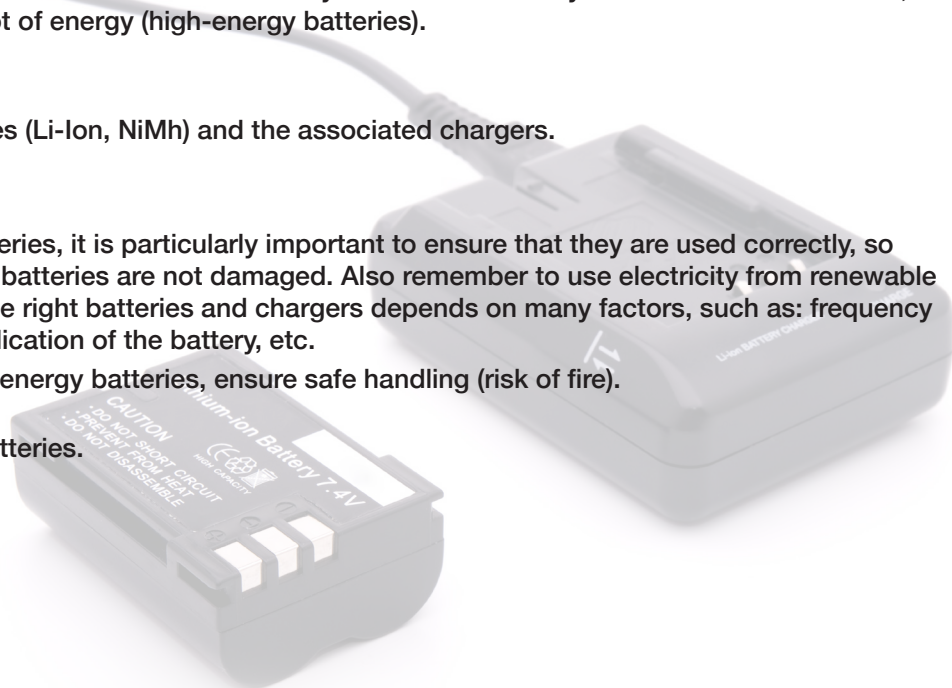 ot of energy (high-energy batteries).
es (Li-Ion, NiMh) and the associated chargers.
eries, it is particularly important to ensure that they are used correctly, so
batteries are not damaged. Also remember to use electricity from renewable
e right batteries and chargers depends on many factors, such as: frequency
lication of the battery, etc.
energy batteries, ensure safe handling (risk of fire).
tteries.
Li-ion BATTERY
Lithium-ion Battery 7.4V
CAUTION
· DO NOT SHORT CIRCUIT
· PREVENT FROM HEAT
· DO NOT DISASSEMBLE
HIGH CAPACITY